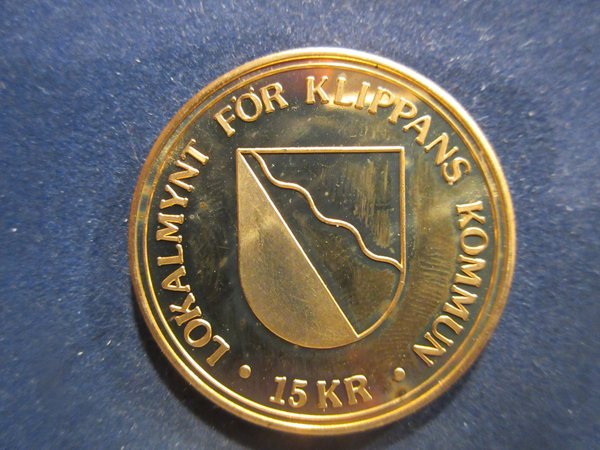 LOKALMYNT FÖR KLIPPANS KOMMUN
• 15 KR •